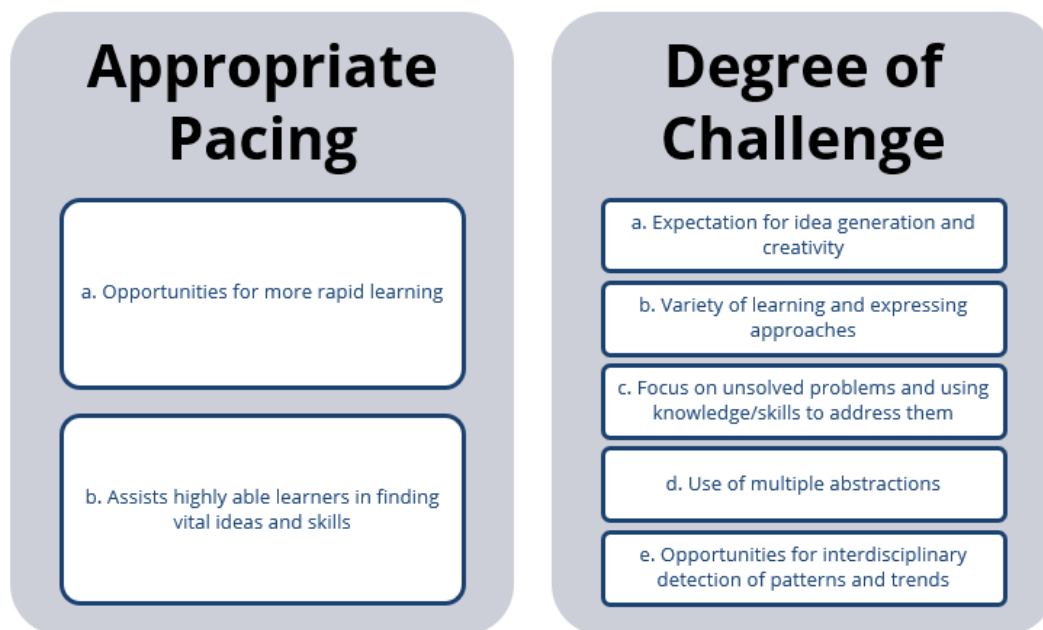 Appropriate
Pacing
a. Opportunities for more rapid learning
b. Assists highly able learners in finding
vital ideas and skills
Degree of
Challenge
a. Expectation for idea generation and
creativity
b. Variety of learning and expressing
approaches
c. Focus on unsolved problems and using
knowledge/skills to address them
d. Use of multiple abstractions
e. Opportunities for interdisciplinary
detection of patterns and trends